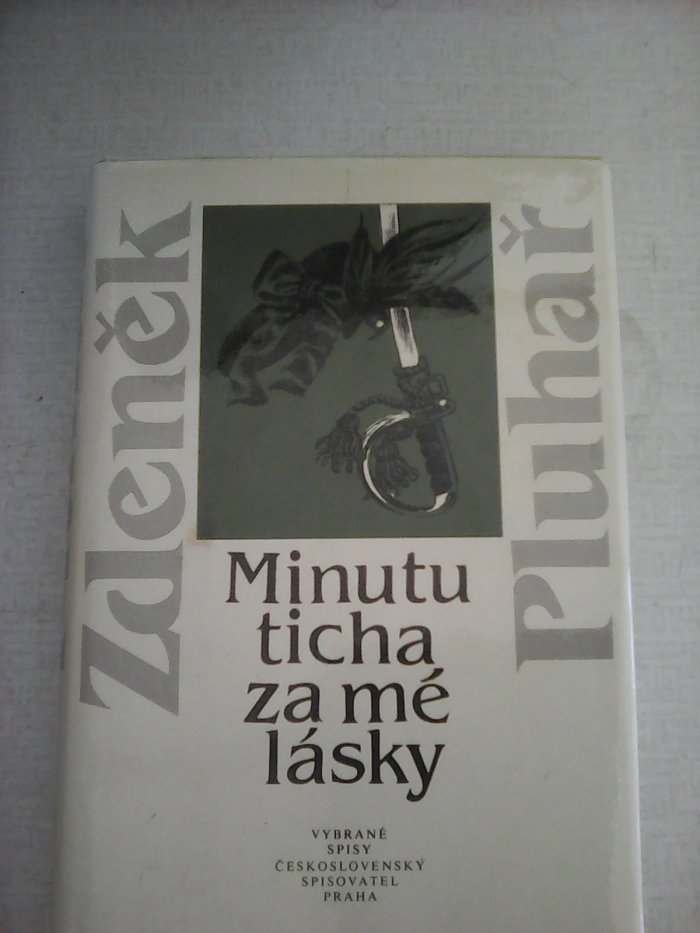 Zdeněk
Pluhař
Minutu
ticha
za mé
lásky
VYBRANÉ
SPISY
ČESKOSLOVENSKÝ
SPISOVATEL
PRAHA